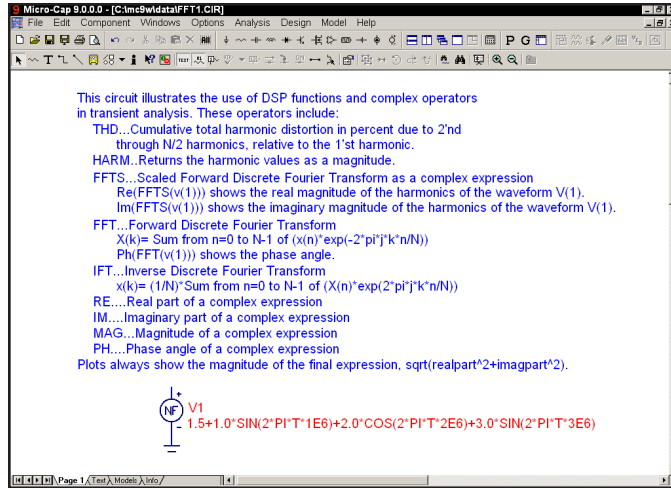 Micro-Cap 9.0.0.0 - [C:\mc9w\data\FFT1.CIR]
File Edit Component Windows Options Analysis Design Model Help
P G
T TEXT
This circuit illustrates the use of DSP functions and complex operators
in transient analysis. These operators include:
THD...Cumulative total harmonic distortion in percent due to 2'nd
through N/2 harmonics, relative to the 1'st harmonic.
HARM..Returns the harmonic values as a magnitude.
FFTS...Scaled Forward Discrete Fourier Transform as a complex expression
Re(FFTS(v(1))) shows the real magnitude of the harmonics of the waveform V(1).
Im(FFTS(v(1))) shows the imaginary magnitude of the harmonics of the waveform V(1).
FFT...Forward Discrete Fourier Transform
X(k)= Sum from n=0 to N-1 of (x(n)*exp(-2*pi*j*k*n/N))
Ph(FFT(v(1))) shows the phase angle.
IFT...Inverse Discrete Fourier Transform
x(k)= (1/N)*Sum from n=0 to N-1 of (X(n)*exp(2*pi*j*k*n/N))
RE....Real part of a complex expression
IM....Imaginary part of a complex expression
MAG...Magnitude of a complex expression
PH....Phase angle of a complex expression
Plots always show the magnitude of the final expression, sqrt(realpart^2+imagpart^2).
+
NF V1
- 1.5+1.0*SIN(2*PI*T*1E6)+2.0*COS(2*PI*T*2E6)+3.0*SIN(2*PI*T*3E6)
Page 1 Text Models Info